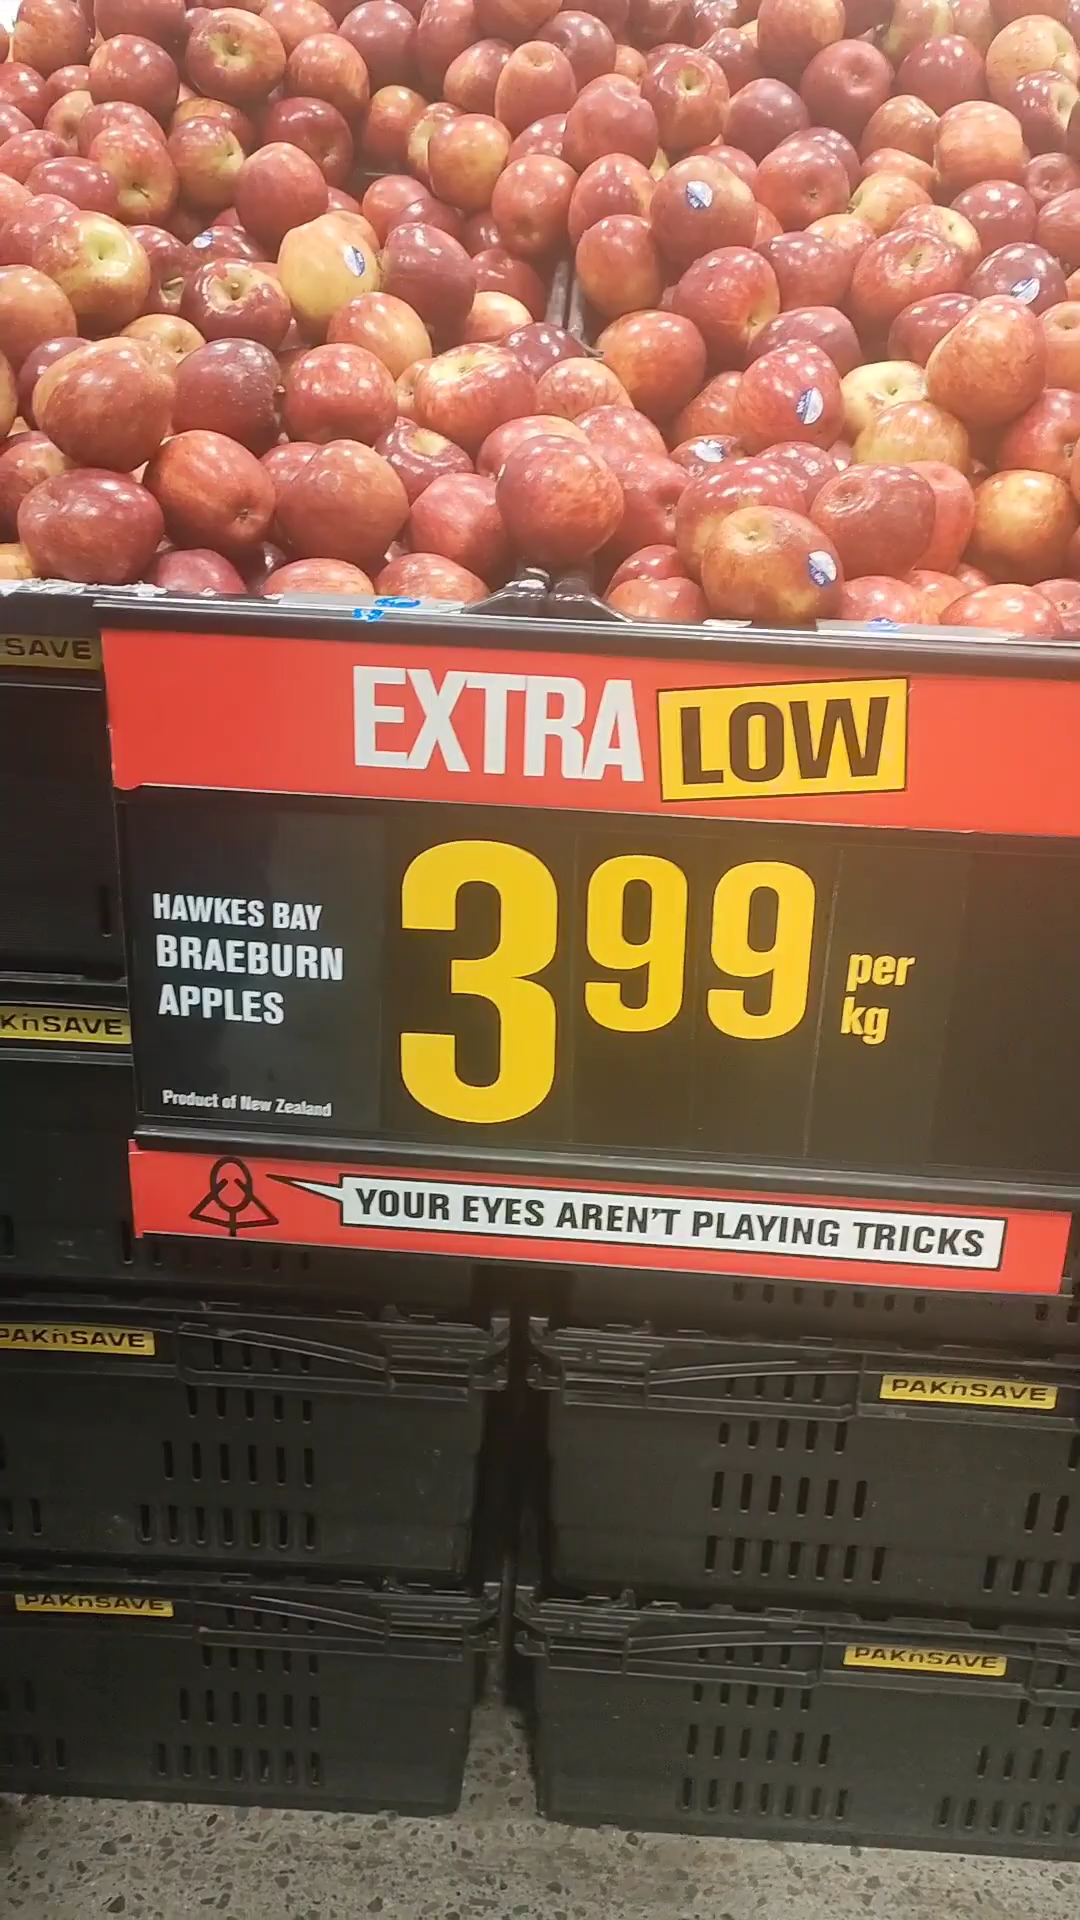 SAVE
EXTRA LOW
HAWKES BAY
BRAEBURN
APPLES
3 99 per kg
Product of New Zealand
KnSAVE
YOUR EYES AREN'T PLAYING TRICKS
PAKnSAVE
PAKnSAVE
PAKnSAVE
PAKnSAVE